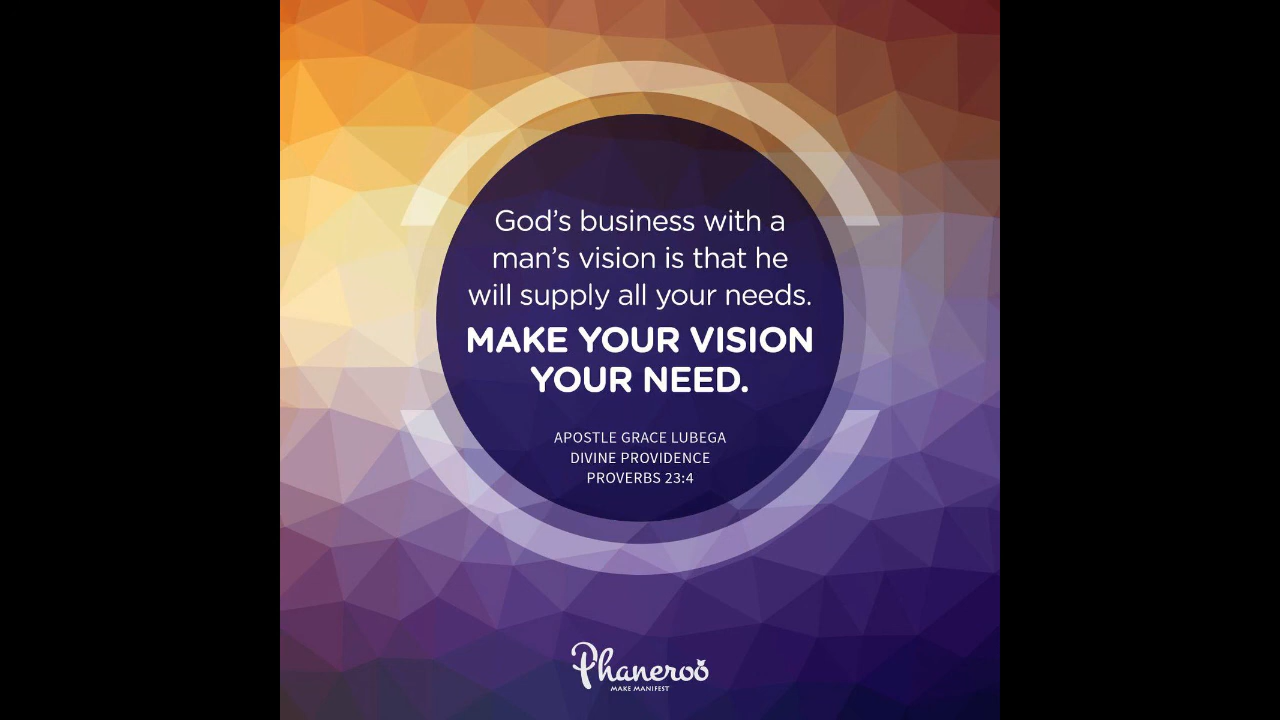 God’s business with a
man’s vision is that he
will supply all your needs.
MAKE YOUR VISION
YOUR NEED.
APOSTLE GRACE LUBEGA
DIVINE PROVIDENCE
PROVERBS 23:4
Phaneroo
MAKE MANIFEST